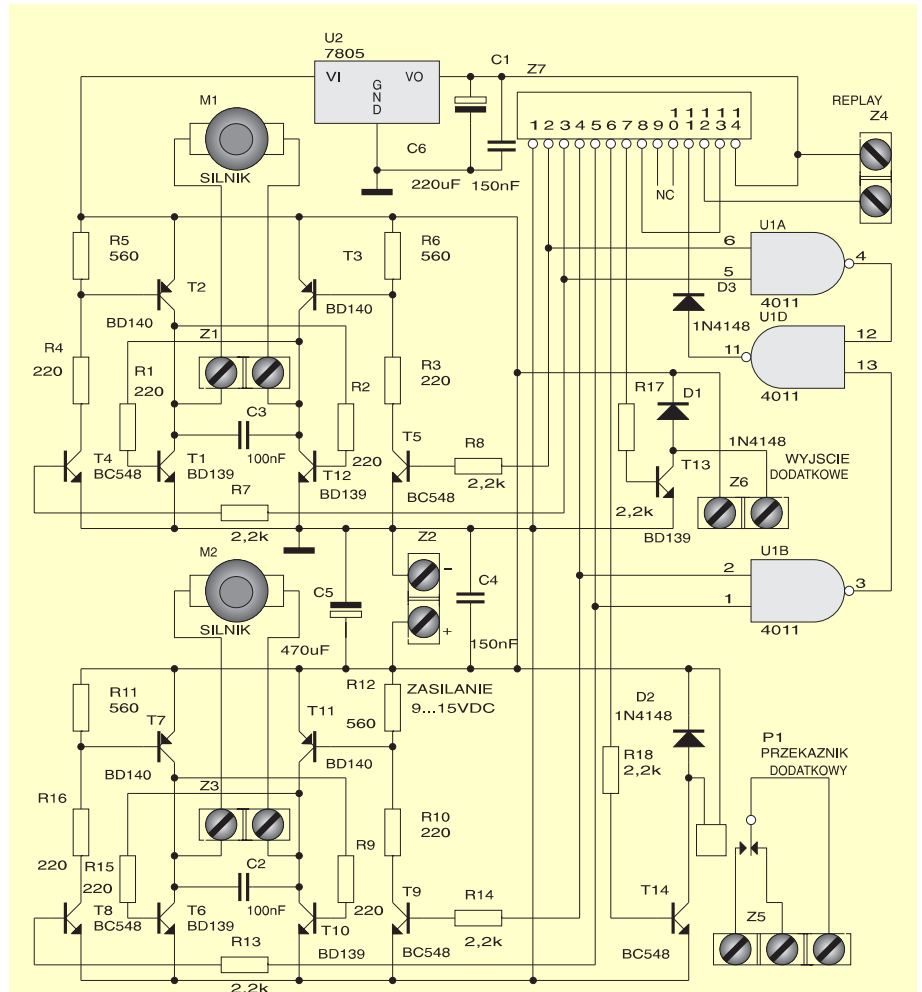 U2
7805
VI
VO
GND
C1
Z7
C6
220uF
150nF
M1
SILNIK
1 2 3 4 5 6 7 8 9 10 11 12 13 14
NC
REPLAY
Z4
R5
560
T2
BD140
T3
R6
560
Z1
R4
220
R1
220
R2
220
R3
220
C3
100nF
T4
BC548
T1
BD139
T12
BD139
T5
BC548
R8
2,2k
R7
2,2k
U1A
6
5
4
4011
D3
1N4148
U1D
11
12
13
4011
R17
2,2k
D1
1N4148
T13
BD139
WYJSCIE
DODATKOWE
Z6
M2
SILNIK
C5
470uF
Z2
-
+
C4
150nF
U1B
2
1
3
4011
R11
560
T7
BD140
T11
BD140
R12
560
ZASILANIE
9...15VDC
D2
1N4148
R18
2,2k
P1
PRZEKAZNIK
DODATKOWY
Z3
R16
220
R15
220
R9
220
R10
220
C2
100nF
T8
BC548
T6
BD139
T10
BD139
T9
BC548
R14
2,2k
R13
2,2k
T14
BC548
Z5